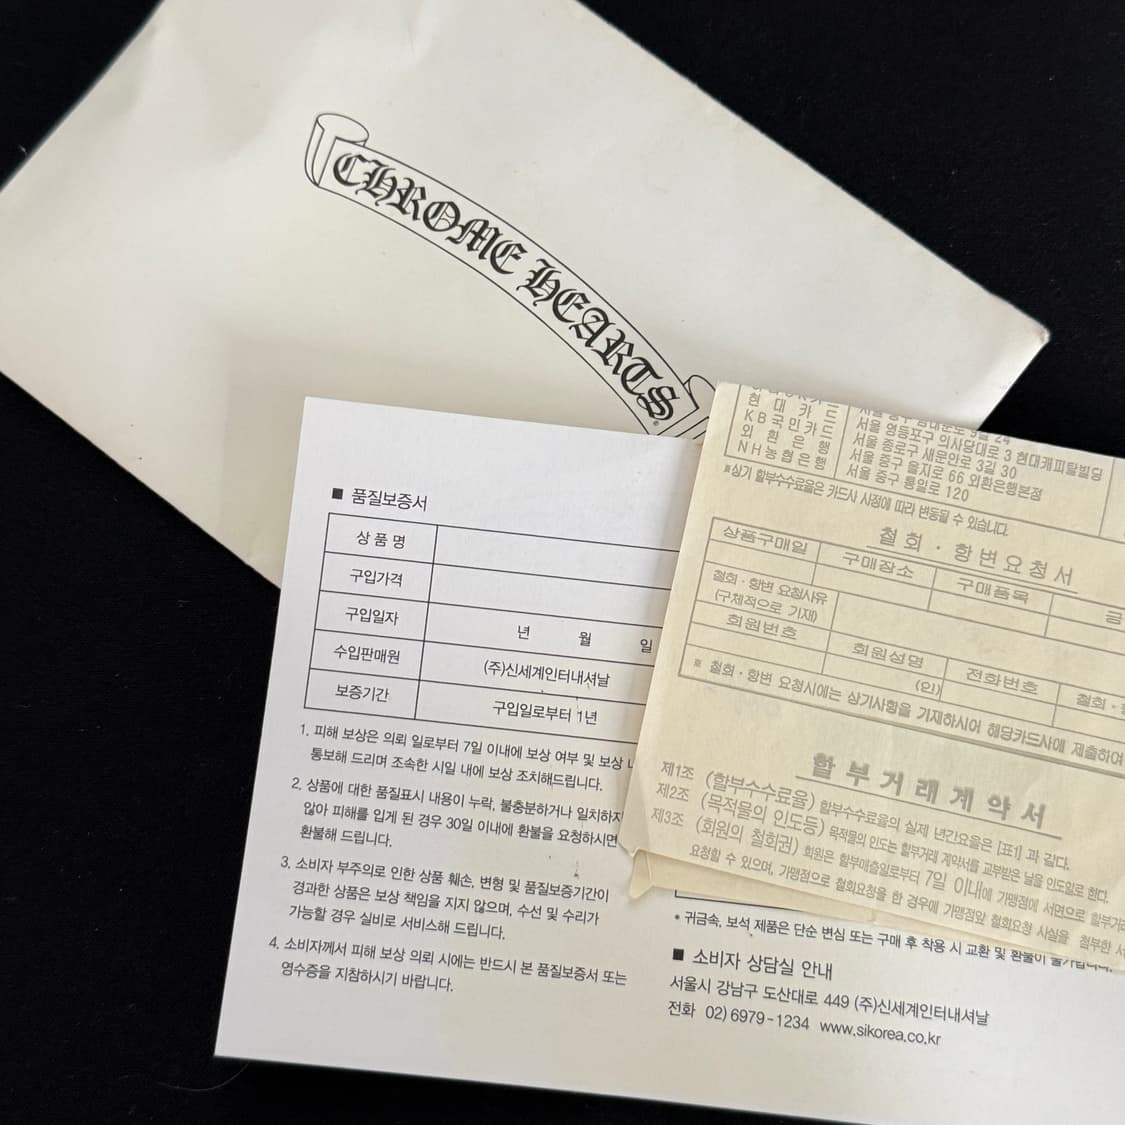 CHROME HEARTS
■ 품질보증서
상 품 명
구입가격
구입일자 년 월 일
수입판매원 (주)신세계인터내셔날
보증기간 구입일로부터 1년
1. 피해 보상은 의뢰 일로부터 7일 이내에 보상 여부 및 보상
통보해 드리며 조속한 시일 내에 보상 조치해드립니다.
2. 상품에 대한 품질표시 내용이 누락, 불충분하거나 일치하지
않아 피해를 입게 된 경우 30일 이내에 환불을 요청하시면
환불해 드립니다.
3. 소비자 부주의로 인한 상품 훼손, 변형 및 품질보증기간이
경과한 상품은 보상 책임을 지지 않으며, 수선 및 수리가
가능할 경우 실비로 서비스해 드립니다.
4. 소비자께서 피해 보상 의뢰 시에는 반드시 본 품질보증서 또는
영수증을 지참하시기 바랍니다.
현 대 카 드
KB국민카드 서울 영등포구 의사당대로 3 현대캐피탈빌딩
외 환 은 행 서울 종로구 새문안로 3길 30
NH농협은행 서울 중구 을지로 66 외환은행본점
서울 중구 통일로 120
※상기 할부수수료율은 카드사 사정에 따라 변동될 수 있습니다.
철 회 · 항 변 요 청 서
상품구매일 구매장소 구매품목 금
철회 · 항변 요청사유
(구체적으로 기재)
회원번호 회원성명 (인) 전화번호 철회 ·
※ 철회 · 항변 요청시에는 상기사항을 기재하시어 해당카드사에 제출하여
할 부 거 래 계 약 서
제1조 (할부수수료율) 할부수수료율의 실제 년간요율은 [표1] 과 같다.
제2조 (목적물의 인도등) 목적물의 인도는 할부거래 계약서를 교부받은 날을 인도일로 한다.
제3조 (회원의 철회권) 회원은 할부매출일로부터 7일 이내에 가맹점에 서면으로 할부거래
요청할 수 있으며, 가맹점으로 철회요청을 한 경우에 가맹점앞 철회요청 사실을 첨부한 서
* 귀금속, 보석 제품은 단순 변심 또는 구매 후 착용 시 교환 및 환불이 불가합니다.
■ 소비자 상담실 안내
서울시 강남구 도산대로 449 (주)신세계인터내셔날
전화 02) 6979-1234 www.sikorea.co.kr